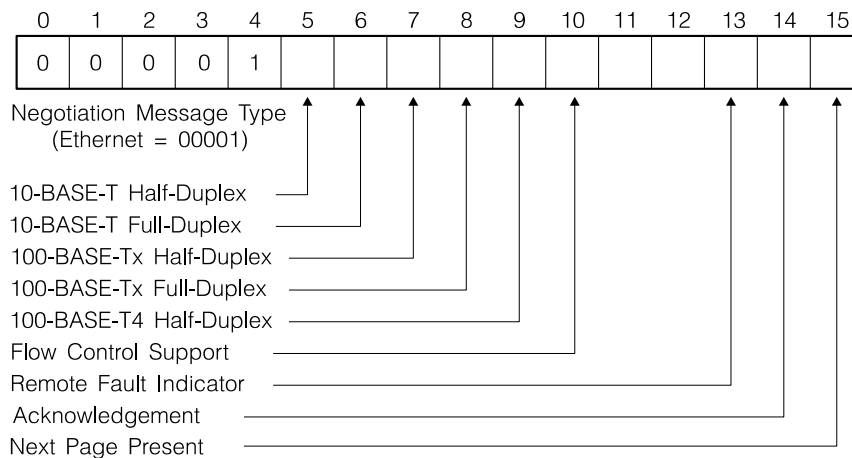 0 1 2 3 4 5 6 7 8 9 10 11 12 13 14 15
0 0 0 0 1
Negotiation Message Type
(Ethernet = 00001)
10-BASE-T Half-Duplex
10-BASE-T Full-Duplex
100-BASE-Tx Half-Duplex
100-BASE-Tx Full-Duplex
100-BASE-T4 Half-Duplex
Flow Control Support
Remote Fault Indicator
Acknowledgement
Next Page Present